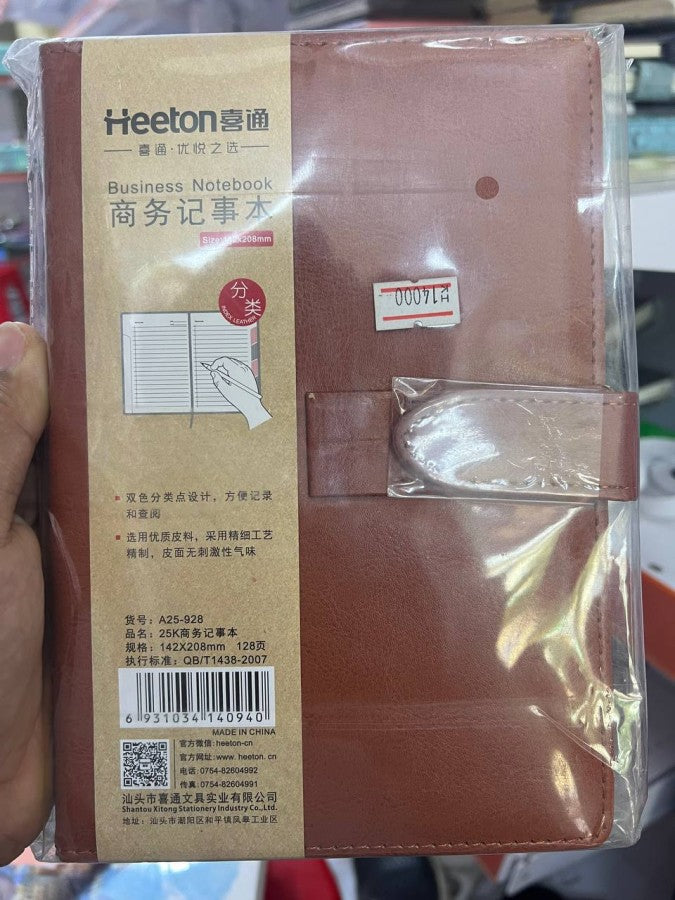 Heeton喜通
喜通·优悦之选
Business Notebook
商务记事本
Size:142x208mm
分类
INDEX LEATHER
14000
双色分类点设计，方便记录
和查阅
选用优质皮料，采用精细工艺
精制，皮面无刺激性气味
货号：A25-928
品名：25K商务记事本
规格：142X208mm 128页
执行标准：QB/T1438-2007
6 931034 140940
MADE IN CHINA
官方微信：heeton-cn
官方网址：www.heeton.cn
电话：0754-82604992
传真：0754-82604991
汕头市喜通文具实业有限公司
Shantou Xitong Stationery Industry Co.,Ltd.
地址：汕头市潮阳区和平镇凤皋工业区